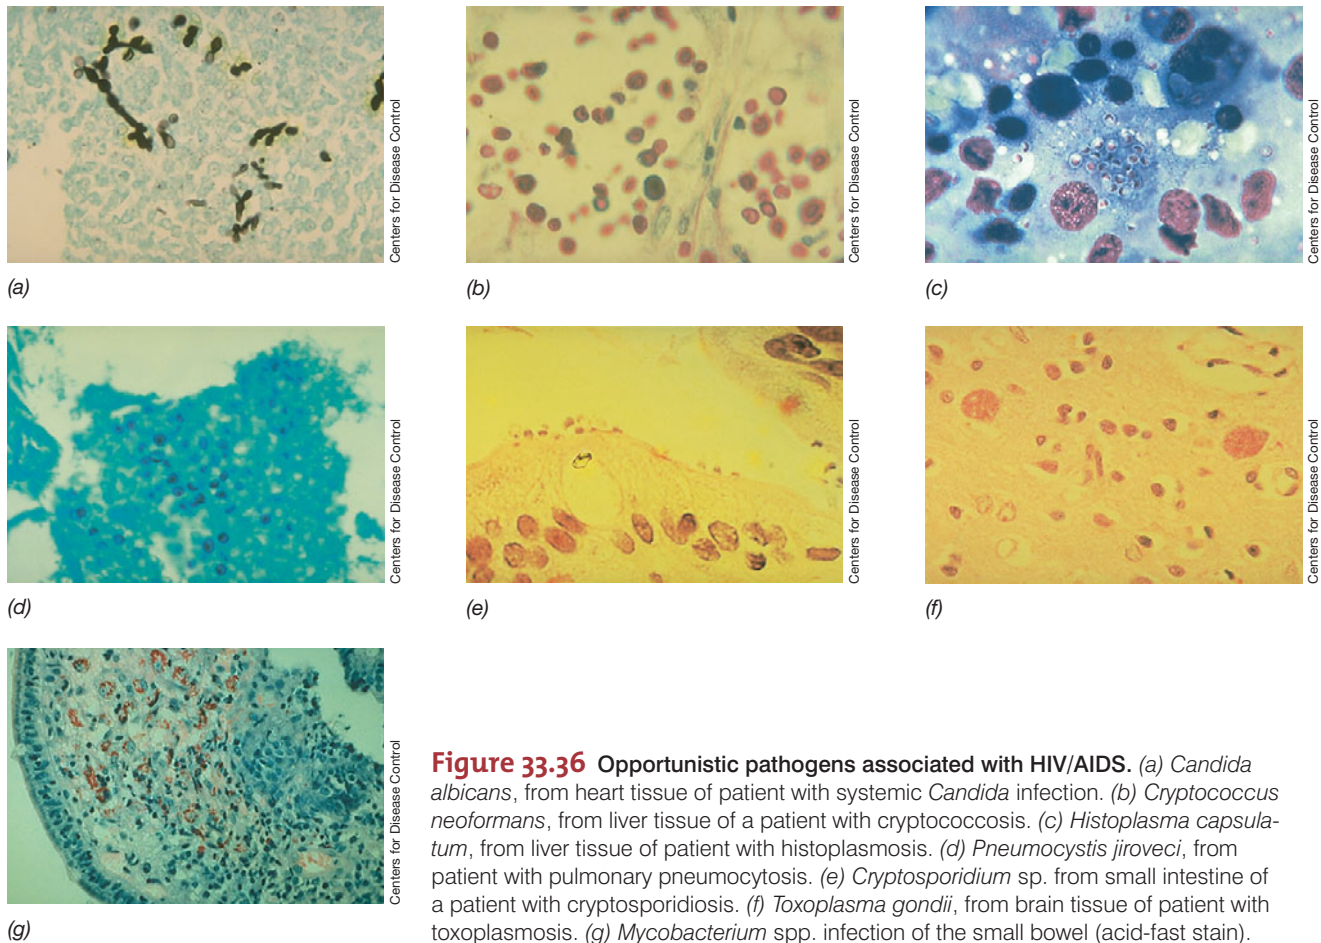 Centers for Disease Control
Centers for Disease Control
Centers for Disease Control
(a)
(b)
(c)
Centers for Disease Control
Centers for Disease Control
Centers for Disease Control
(d)
(e)
(f)
Centers for Disease Control
(g)
Figure 33.36 Opportunistic pathogens associated with HIV/AIDS. (a) Candida
albicans, from heart tissue of patient with systemic Candida infection. (b) Cryptococcus
neoformans, from liver tissue of a patient with cryptococcosis. (c) Histoplasma capsula-
tum, from liver tissue of patient with histoplasmosis. (d) Pneumocystis jiroveci, from
patient with pulmonary pneumocytosis. (e) Cryptosporidium sp. from small intestine of
a patient with cryptosporidiosis. (f) Toxoplasma gondii, from brain tissue of patient with
toxoplasmosis. (g) Mycobacterium spp. infection of the small bowel (acid-fast stain).